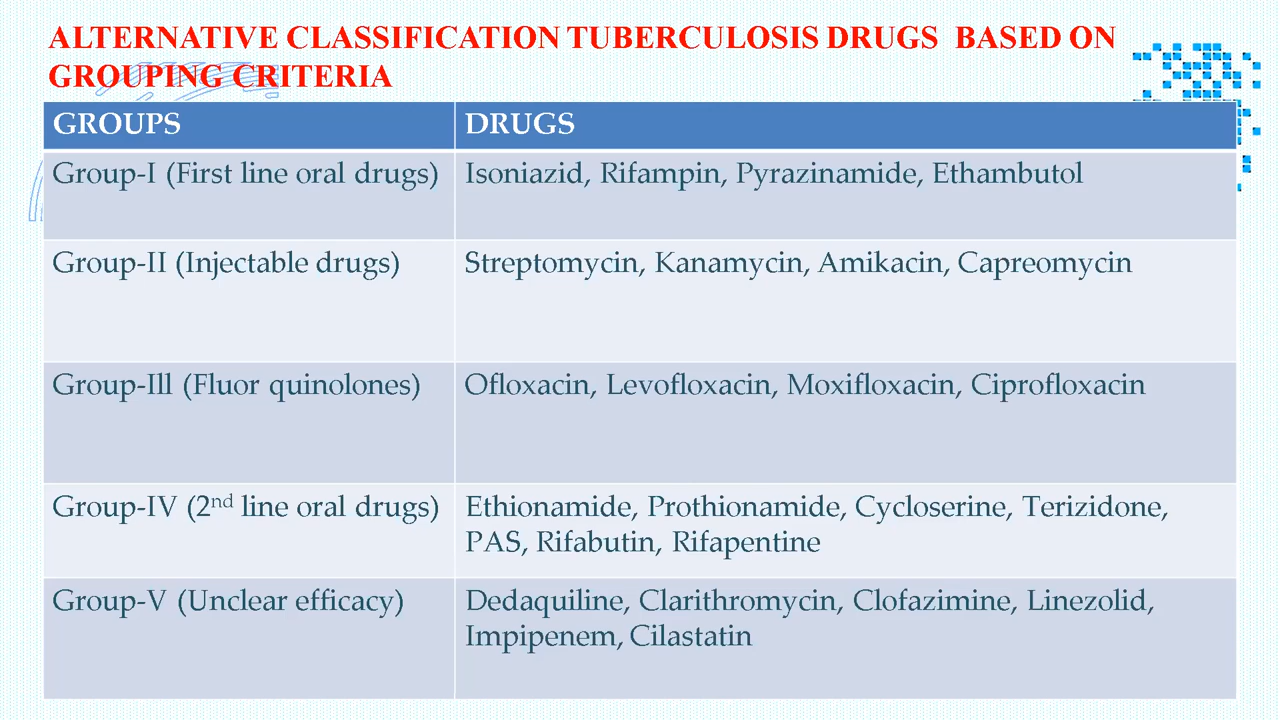 ALTERNATIVE CLASSIFICATION TUBERCULOSIS DRUGS BASED ON
GROUPING CRITERIA
GROUPS DRUGS
Group-I (First line oral drugs) Isoniazid, Rifampin, Pyrazinamide, Ethambutol
Group-II (Injectable drugs) Streptomycin, Kanamycin, Amikacin, Capreomycin
Group-Ill (Fluor quinolones) Ofloxacin, Levofloxacin, Moxifloxacin, Ciprofloxacin
Group-IV (2nd line oral drugs) Ethionamide, Prothionamide, Cycloserine, Terizidone,
PAS, Rifabutin, Rifapentine
Group-V (Unclear efficacy) Dedaquiline, Clarithromycin, Clofazimine, Linezolid,
Impipenem, Cilastatin